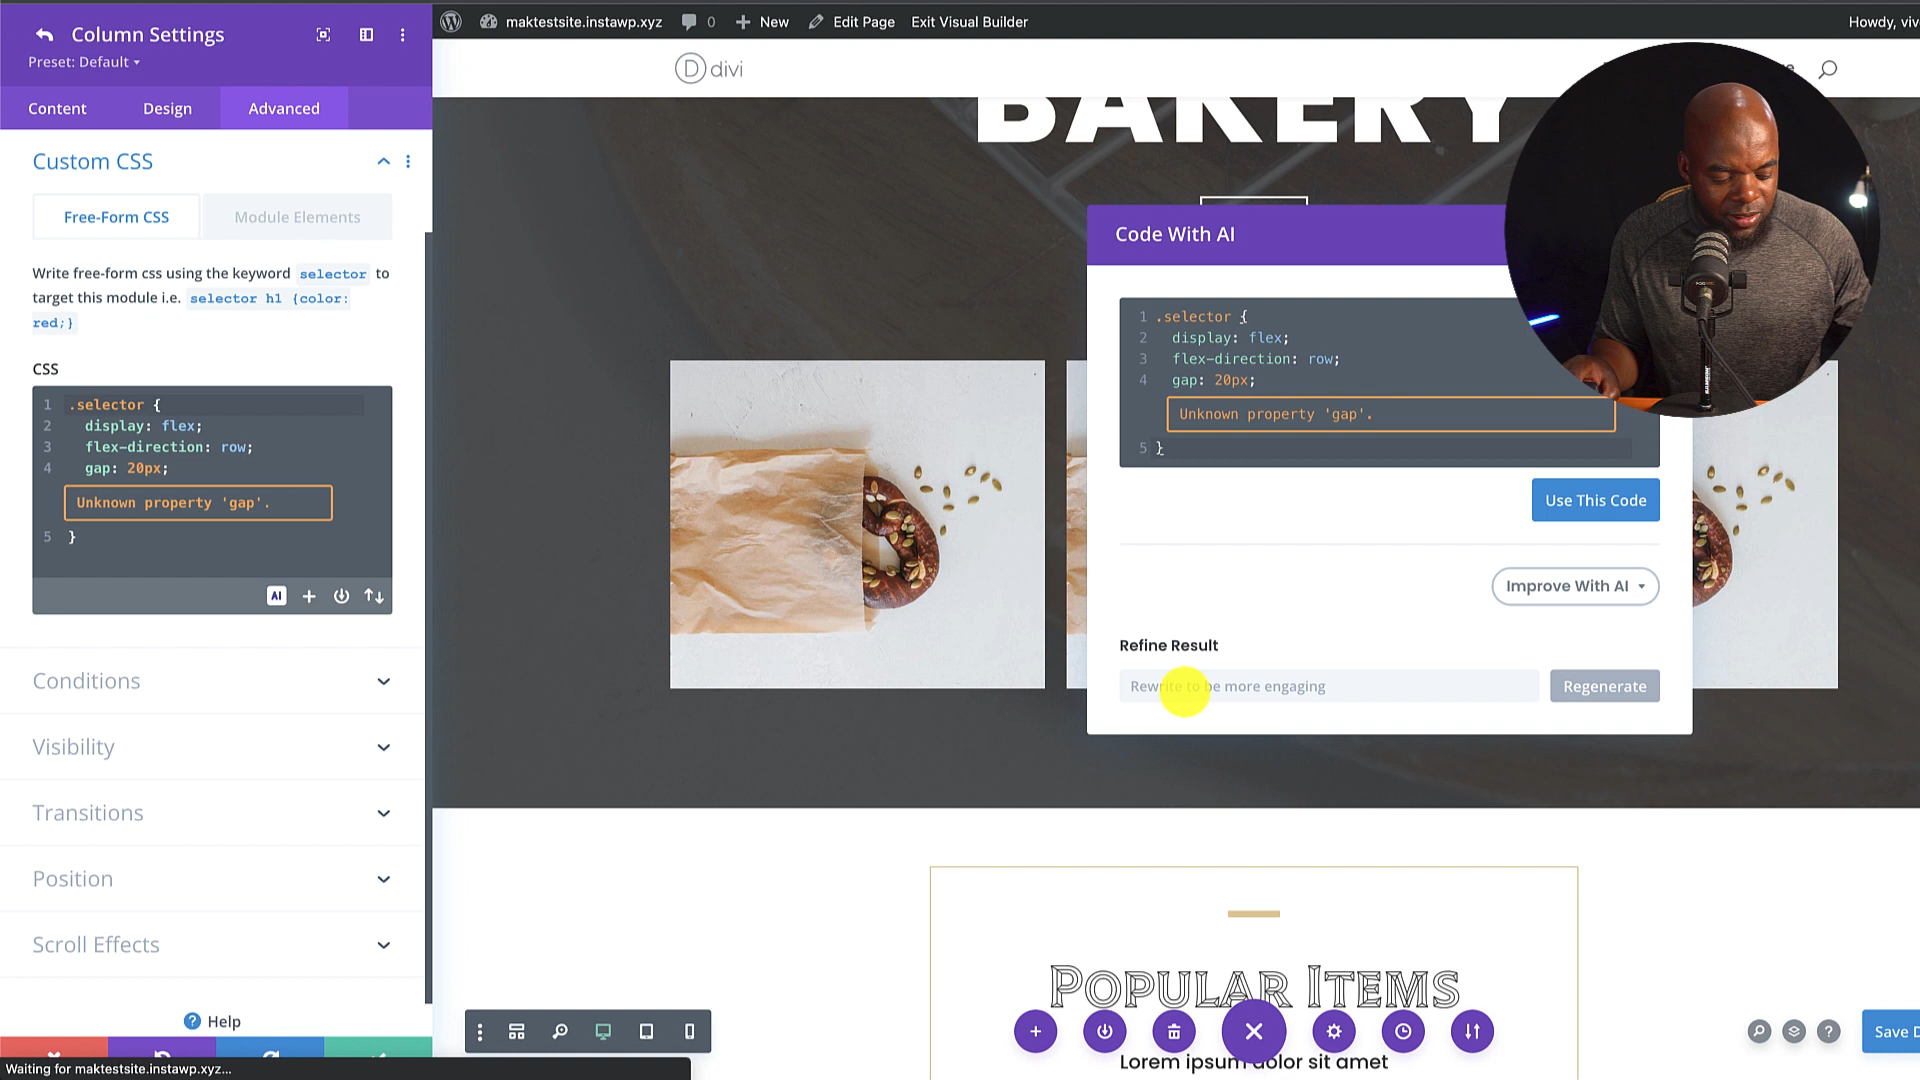 Column Settings
Preset: Default
Content
Design
Advanced
Custom CSS
Free-Form CSS
Module Elements
Write free-form css using the keyword selector to
target this module i.e. selector h1 {color:
red;}
CSS
1 .selector {
2 display: flex;
3 flex-direction: row;
4 gap: 20px;
Unknown property 'gap'.
5 }
AI
Conditions
Visibility
Transitions
Position
Scroll Effects
Help
Waiting for maktestsite.instawp.xyz...
maktestsite.instawp.xyz
0
New
Edit Page
Exit Visual Builder
Howdy, viv
D divi
BAKERY
Code With AI
1 .selector {
2 display: flex;
3 flex-direction: row;
4 gap: 20px;
Unknown property 'gap'.
5 }
Use This Code
Improve With AI
Refine Result
Rewrite to be more engaging
Regenerate
Popular Items
Lorem ipsum dolor sit amet
?
Save D